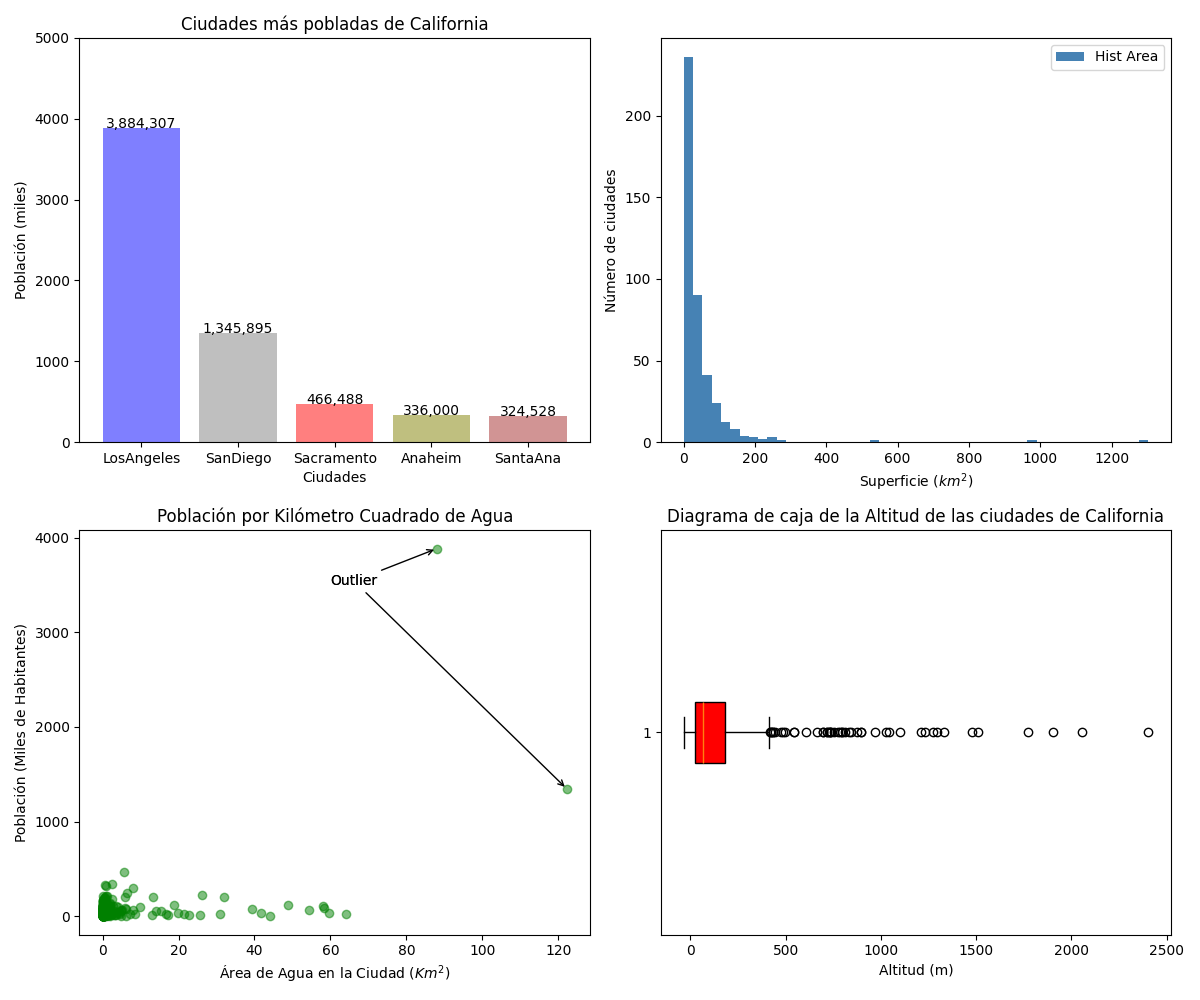 Ciudades más pobladas de California
5000
4000
3000
2000
1000
0
Población (miles)
3,884,307
1,345,895
466,488
336,000
324,528
LosAngeles
SanDiego
Sacramento
Anaheim
SantaAna
Ciudades
Hist Area
200
150
100
50
0
Número de ciudades
0
200
400
600
800
1000
1200
Superficie (km²)
Población por Kilómetro Cuadrado de Agua
4000
3000
2000
1000
0
Población (Miles de Habitantes)
Outlier
0
20
40
60
80
100
120
Área de Agua en la Ciudad (Km²)
Diagrama de caja de la Altitud de las ciudades de California
1
0
500
1000
1500
2000
2500
Altitud (m)